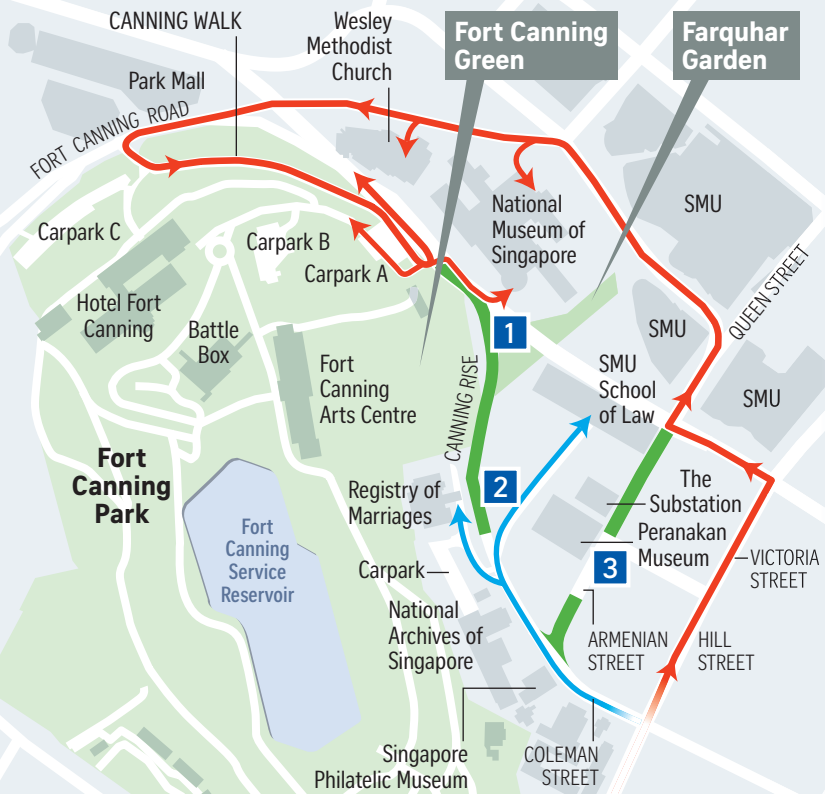 CANNING WALK
Wesley
Methodist
Church
Fort Canning
Green
Farquhar
Garden
Park Mall
FORT CANNING ROAD
National
Museum of
Singapore
SMU
Carpark C
Carpark B
Carpark A
QUEEN STREET
Hotel Fort
Canning
Battle
Box
1
SMU
Fort
Canning
Arts Centre
CANNING RISE
SMU
School
of Law
SMU
Fort
Canning
Park
Registry of
Marriages
2
The
Substation
Peranakan
Museum
Fort
Canning
Service
Reservoir
3
VICTORIA
STREET
Carpark
National
Archives of
Singapore
ARMENIAN
STREET
HILL
STREET
Singapore
Philatelic Museum
COLEMAN
STREET